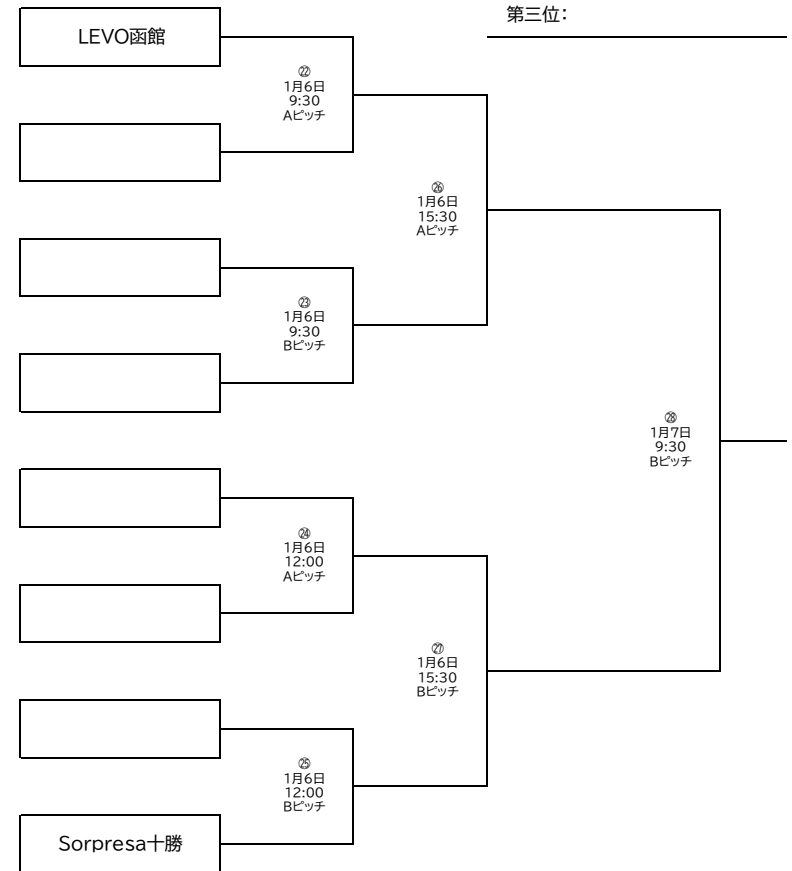 第三位:
LEVO函館
㉒
1月6日
9:30
Aピッチ
㉖
1月6日
15:30
Aピッチ
㉓
1月6日
9:30
Bピッチ
㉘
1月7日
9:30
Bピッチ
㉔
1月6日
12:00
Aピッチ
㉗
1月6日
15:30
Bピッチ
㉕
1月6日
12:00
Bピッチ
Sorpresa十勝